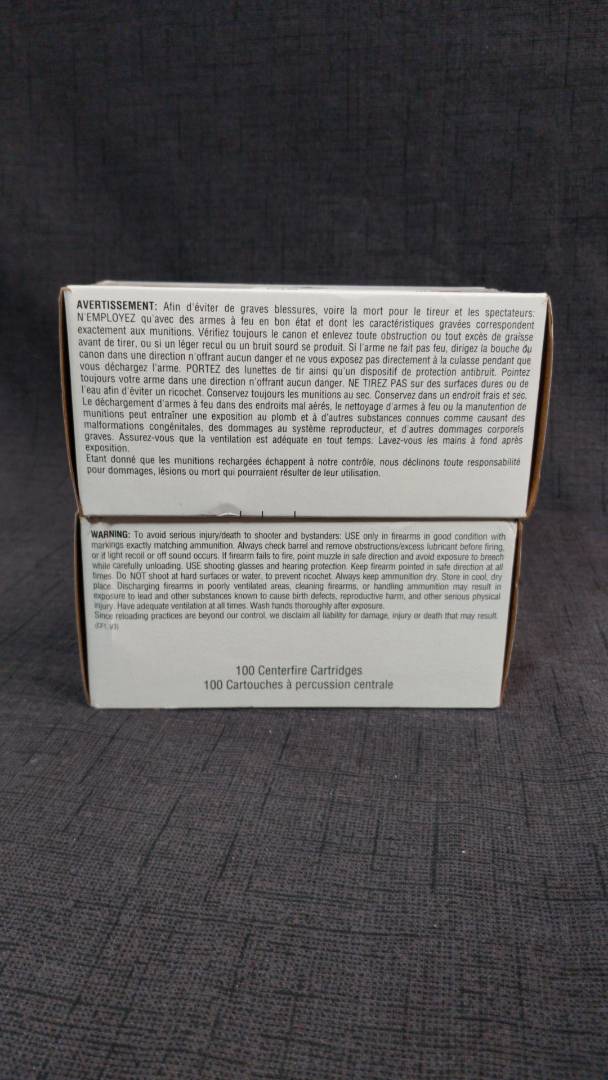 AVERTISSEMENT: Afin d'éviter de graves blessures, voire la mort pour le tireur et les spectateurs:
N'EMPLOYEZ qu'avec des armes à feu en bon état et dont les caractéristiques gravées correspondent
exactement aux munitions. Vérifiez toujours le canon et enlevez toute obstruction ou tout excès de graisse
avant de tirer, ou si un léger recul ou un bruit sourd se produit. Si l'arme ne fait pas feu, dirigez la bouche du
canon dans une direction n'offrant aucun danger et ne vous exposez pas directement à la culasse pendant que
vous déchargez l'arme. PORTEZ des lunettes de tir ainsi qu'un dispositif de protection antibruit. Pointez
toujours votre arme dans une direction n'offrant aucun danger. NE TIREZ PAS sur des surfaces dures ou de
l'eau afin d'éviter un ricochet. Conservez toujours les munitions au sec. Conservez dans un endroit frais et sec.
Le déchargement d'armes à feu dans des endroits mal aérés, le nettoyage d'armes à feu ou la manutention de
munitions peut entraîner une exposition au plomb et à d'autres substances connues comme causant des
malformations congénitales, des dommages au système reproducteur, et d'autres dommages corporels
graves. Assurez-vous que la ventilation est adéquate en tout temps. Lavez-vous les mains à fond après
exposition.
Etant donné que les munitions rechargées échappent à notre contrôle, nous déclinons toute responsabilité
pour dommages, lésions ou mort qui pourraient résulter de leur utilisation.
WARNING: To avoid serious injury/death to shooter and bystanders: USE only in firearms in good condition with
markings exactly matching ammunition. Always check barrel and remove obstructions/excess lubricant before firing,
or if light recoil or off sound occurs. If firearm fails to fire, point muzzle in safe direction and avoid exposure to breech
while carefully unloading. USE shooting glasses and hearing protection. Keep firearm pointed in safe direction at all
times. Do NOT shoot at hard surfaces or water, to prevent ricochet. Always keep ammunition dry. Store in cool, dry
place. Discharging firearms in poorly ventilated areas, cleaning firearms, or handling ammunition may result in
exposure to lead and other substances known to cause birth defects, reproductive harm, and other serious physical
injury. Have adequate ventilation at all times. Wash hands thoroughly after exposure.
Since reloading practices are beyond our control, we disclaim all liability for damage, injury or death that may result.
100 Centerfire Cartridges
100 Cartouches à percussion centrale